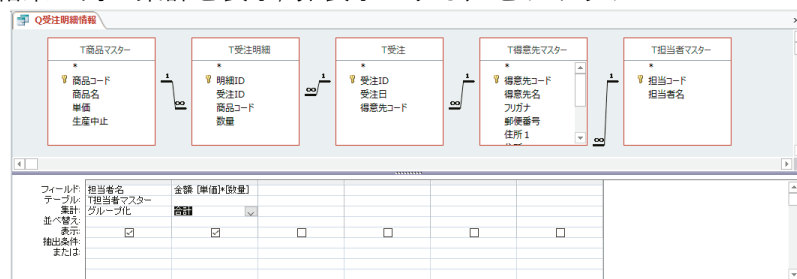 Q受注明細情報
T商品マスター
*
商品コード
商品名
単価
生産中止
1
∞
T受注明細
*
明細ID
受注ID
商品コード
数量
1
∞
T受注
*
受注ID
受注日
得意先コード
1
∞
T得意先マスター
*
得意先コード
得意先名
フリガナ
郵便番号
住所1
1
∞
T担当者マスター
*
担当コード
担当者名
フィールド: 担当者名 金額: [単価]*[数量]
テーブル: T担当者マスター
集計: グループ化 合計
並べ替え:
表示:
抽出条件:
または: